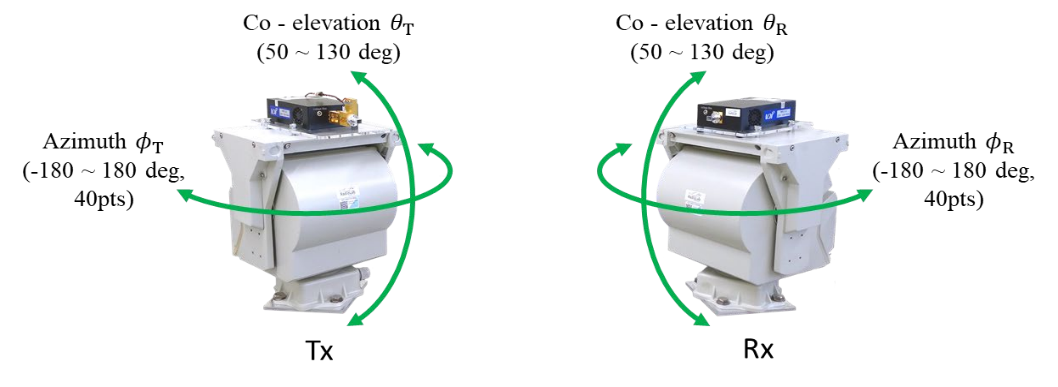 Co - elevation θT
(50 ~ 130 deg)
Azimuth ϕT
(-180 ~ 180 deg,
40pts)
Tx
Co - elevation θR
(50 ~ 130 deg)
Azimuth ϕR
(-180 ~ 180 deg,
40pts)
Rx